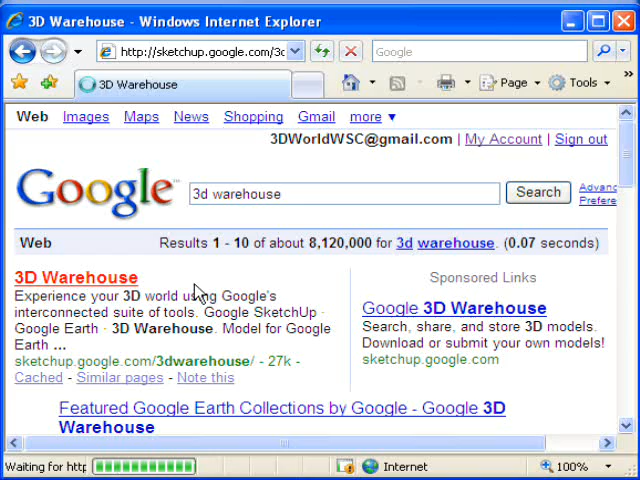 3D Warehouse - Windows Internet Explorer
http://sketchup.google.com/3d
Google
3D Warehouse
Page
Tools
Web Images Maps News Shopping Gmail more ▼
3DWorldWSC@gmail.com | My Account | Sign out
Google™
3d warehouse
Search
Web Results 1 - 10 of about 8,120,000 for 3d warehouse. (0.07 seconds)
3D Warehouse
Experience your 3D world using Google's
interconnected suite of tools. Google SketchUp ·
Google Earth · 3D Warehouse. Model for Google
Earth ...
sketchup.google.com/3dwarehouse/ - 27k -
Cached - Similar pages - Note this
Sponsored Links
Google 3D Warehouse
Search, share, and store 3D models.
Download or submit your own models!
sketchup.google.com
Featured Google Earth Collections by Google - Google 3D
Warehouse
Waiting for http
Internet
100%